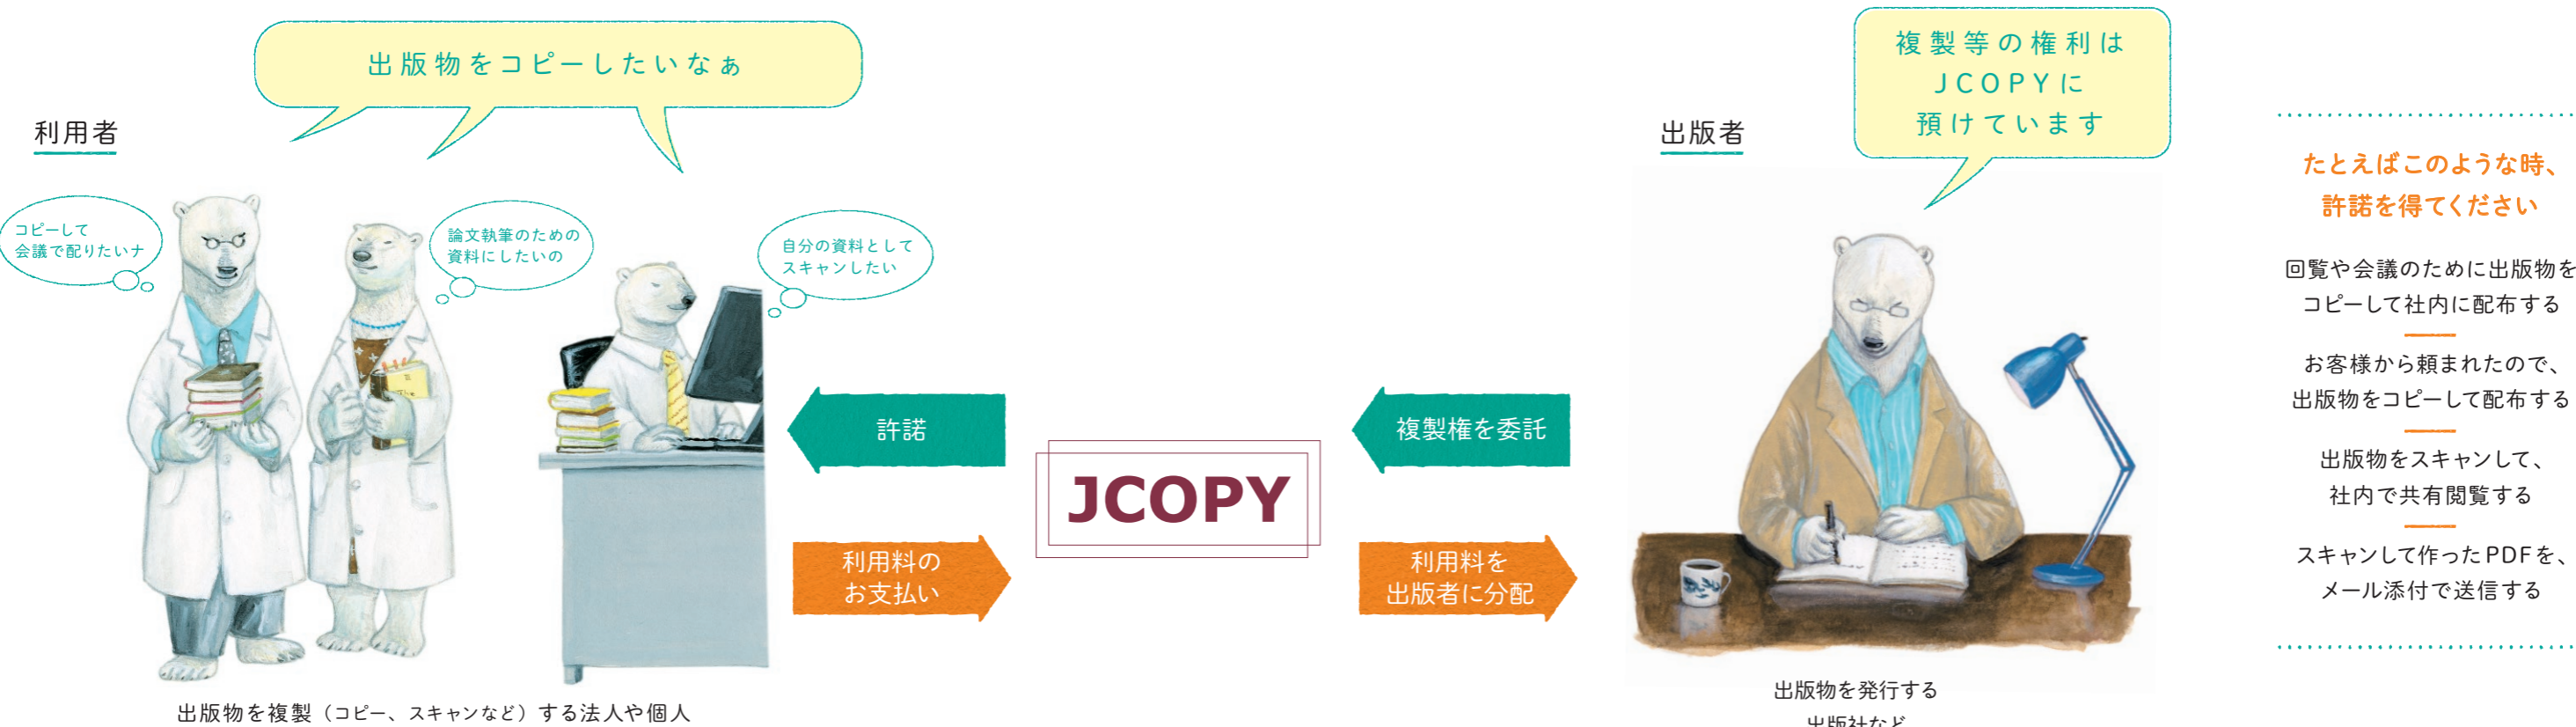 出版物をコピーしたいなぁ
利用者
コピーして
会議で配りたいナ
論文執筆のための
資料にしたいの
自分の資料として
スキャンしたい
許諾
利用料の
お支払い
出版物を複製（コピー、スキャンなど）する法人や個人
JCOPY
複製権を委託
利用料を
出版者に分配
複製等の権利は
JCOPYに
預けています
出版者
出版物を発行する
出版社など
たとえばこのような時、
許諾を得てください
回覧や会議のために出版物を
コピーして社内に配布する
お客様から頼まれたので、
出版物をコピーして配布する
出版物をスキャンして、
社内で共有閲覧する
スキャンして作ったPDFを、
メール添付で送信する